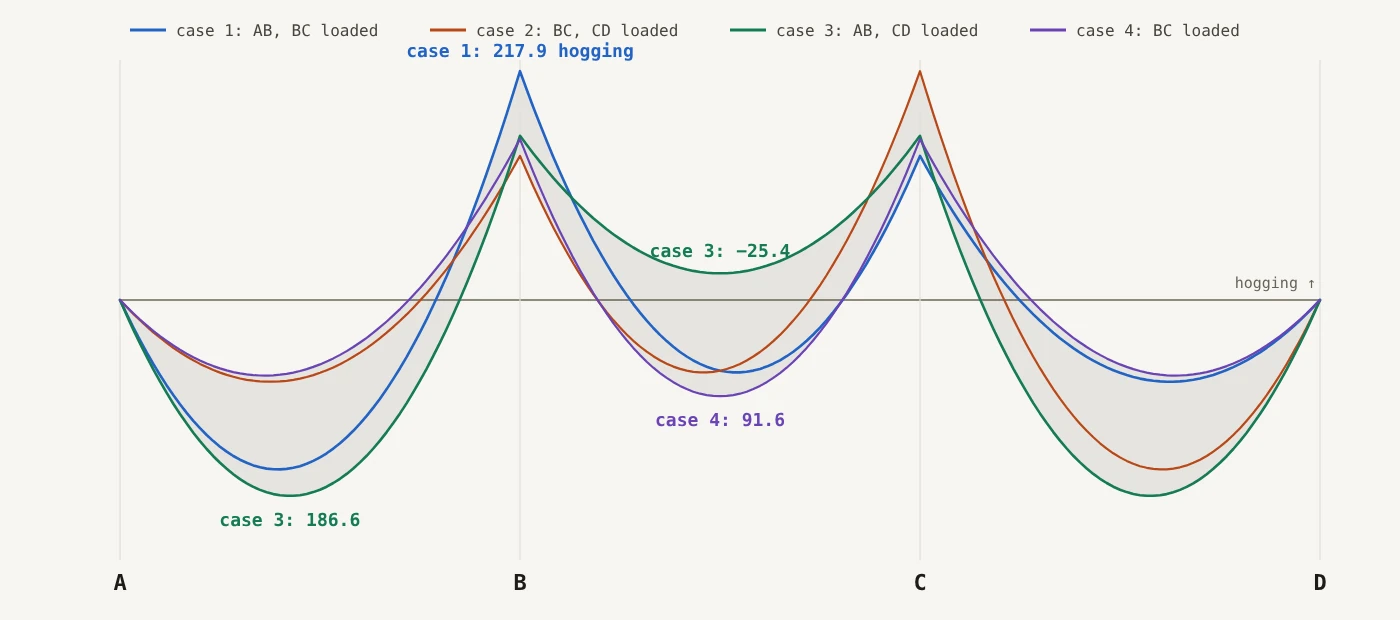 case 1: AB, BC loaded
case 2: BC, CD loaded
case 3: AB, CD loaded
case 4: BC loaded
case 1: 217.9 hogging
case 3: −25.4
hogging ↑
case 4: 91.6
case 3: 186.6
A
B
C
D